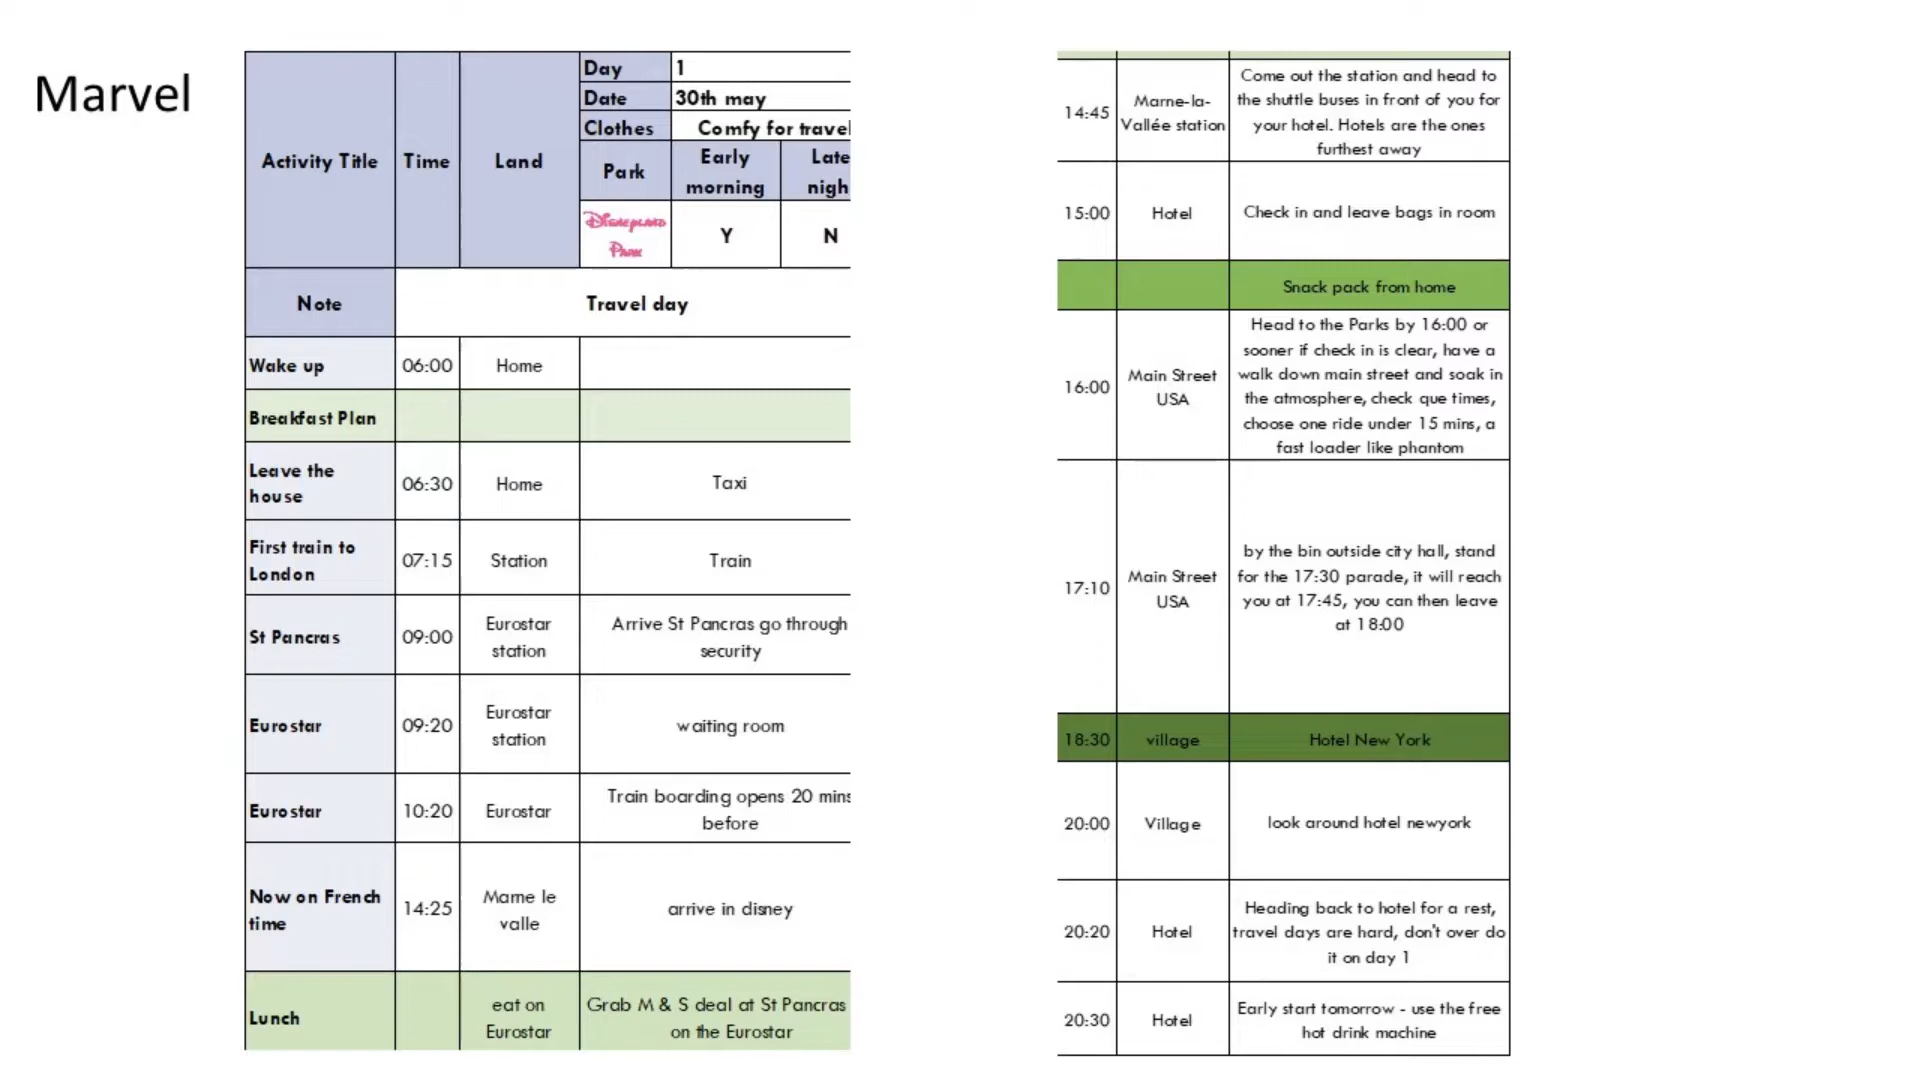 Marvel
Day 1
Date 30th may
Clothes Comfy for travel
Activity Title Time Land
Park
Early
morning
Late
nigh
Disneyland
Park
Y N
Note Travel day
Wake up 06:00 Home
Breakfast Plan
Leave the
house
06:30 Home Taxi
First train to
London
07:15 Station Train
St Pancras 09:00
Eurostar
station
Arrive St Pancras go through
security
Eurostar 09:20
Eurostar
station
waiting room
Eurostar 10:20 Eurostar
Train boarding opens 20 mins
before
Now on French
time
14:25
Marne le
valle
arrive in disney
Lunch
eat on
Eurostar
Grab M & S deal at St Pancras
on the Eurostar
14:45
Marne-la-
Vallée station
Come out the station and head to
the shuttle buses in front of you for
your hotel. Hotels are the ones
furthest away
15:00 Hotel Check in and leave bags in room
Snack pack from home
16:00
Main Street
USA
Head to the Parks by 16:00 or
sooner if check in is clear, have a
walk down main street and soak in
the atmosphere, check que times,
choose one ride under 15 mins, a
fast loader like phantom
17:10
Main Street
USA
by the bin outside city hall, stand
for the 17:30 parade, it will reach
you at 17:45, you can then leave
at 18:00
18:30 village Hotel New York
20:00 Village look around hotel newyork
20:20 Hotel
Heading back to hotel for a rest,
travel days are hard, don't over do
it on day 1
20:30 Hotel
Early start tomorrow - use the free
hot drink machine